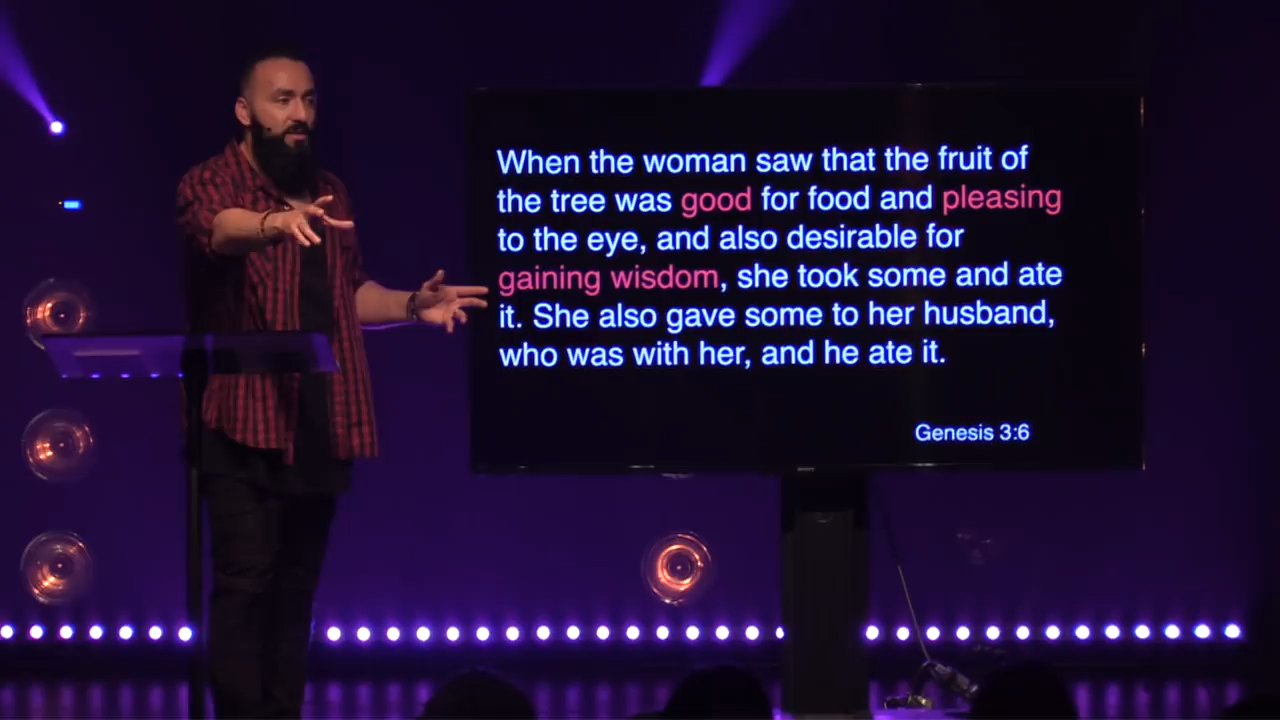 When the woman saw that the fruit of
the tree was good for food and pleasing
to the eye, and also desirable for
gaining wisdom, she took some and ate
it. She also gave some to her husband,
who was with her, and he ate it.
Genesis 3:6